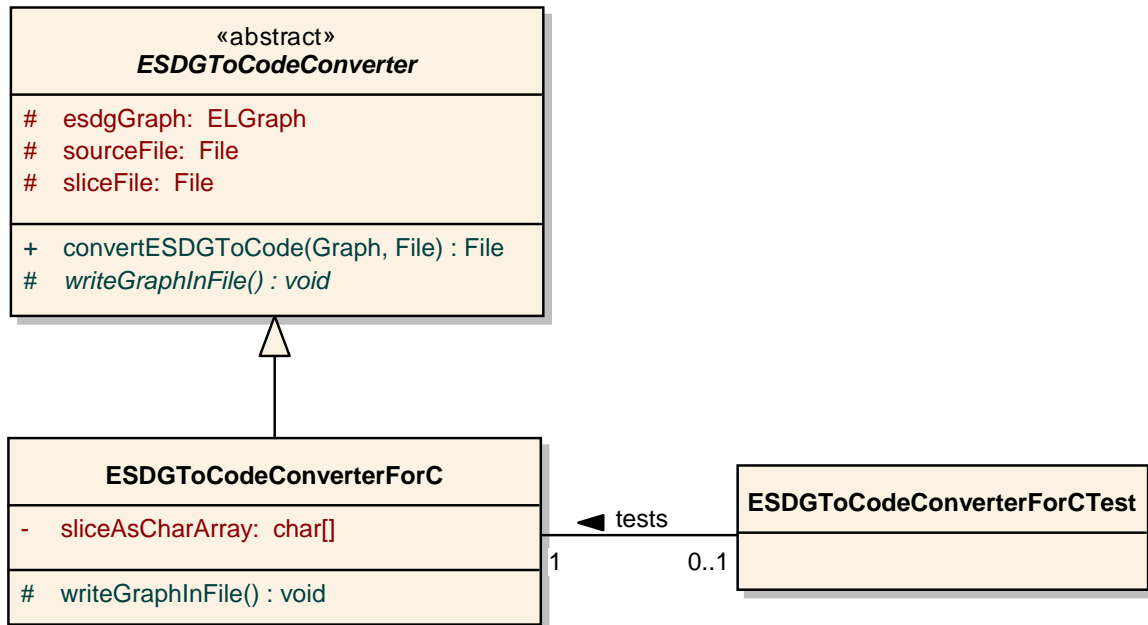 «abstract»
ESDGToCodeConverter
# esdgGraph: ELGraph
# sourceFile: File
# sliceFile: File
+ convertESDGToCode(Graph, File) : File
# writeGraphInFile() : void
ESDGToCodeConverterForC
- sliceAsCharArray: char[]
# writeGraphInFile() : void
tests
1
0..1
ESDGToCodeConverterForCTest